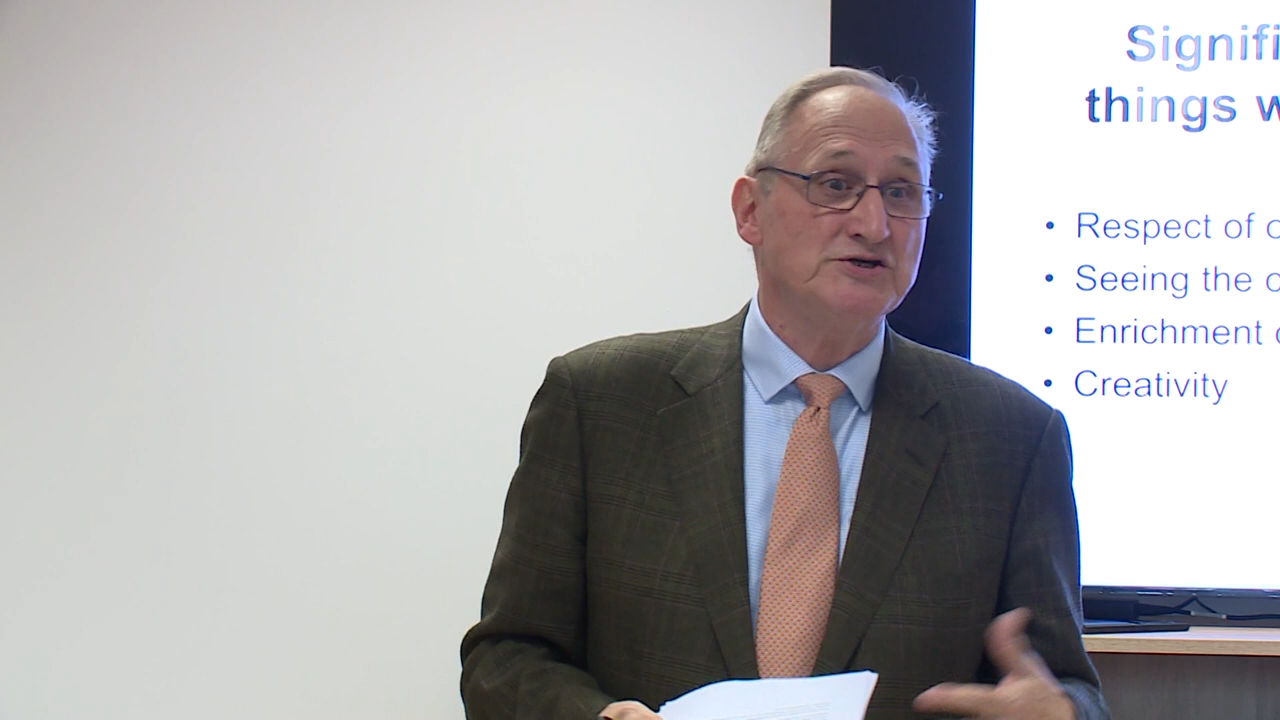 Signifi
things w
• Respect of
• Seeing the
• Enrichment
• Creativity